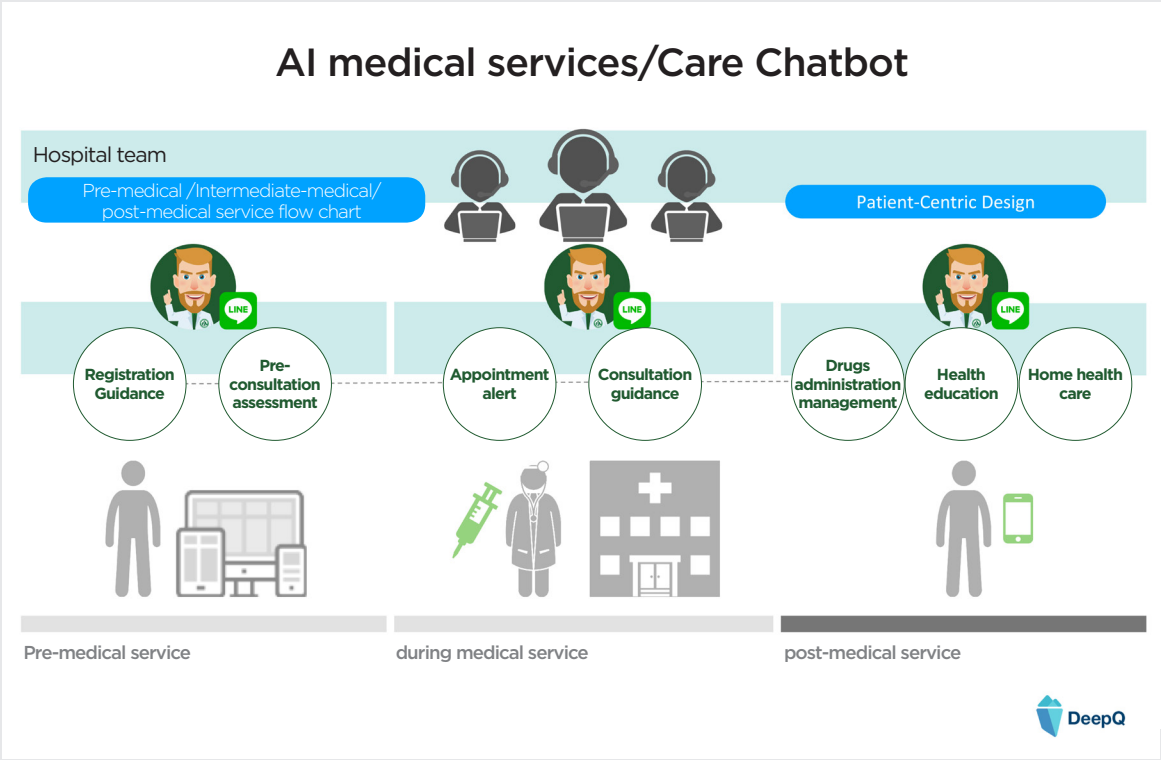 AI medical services/Care Chatbot
Hospital team
Pre-medical /Intermediate-medical/
post-medical service flow chart
Patient-Centric Design
LINE
LINE
LINE
Registration
Guidance
Pre-
consultation
assessment
Appointment
alert
Consultation
guidance
Drugs
administration
management
Health
education
Home health
care
Pre-medical service
during medical service
post-medical service
DeepQ